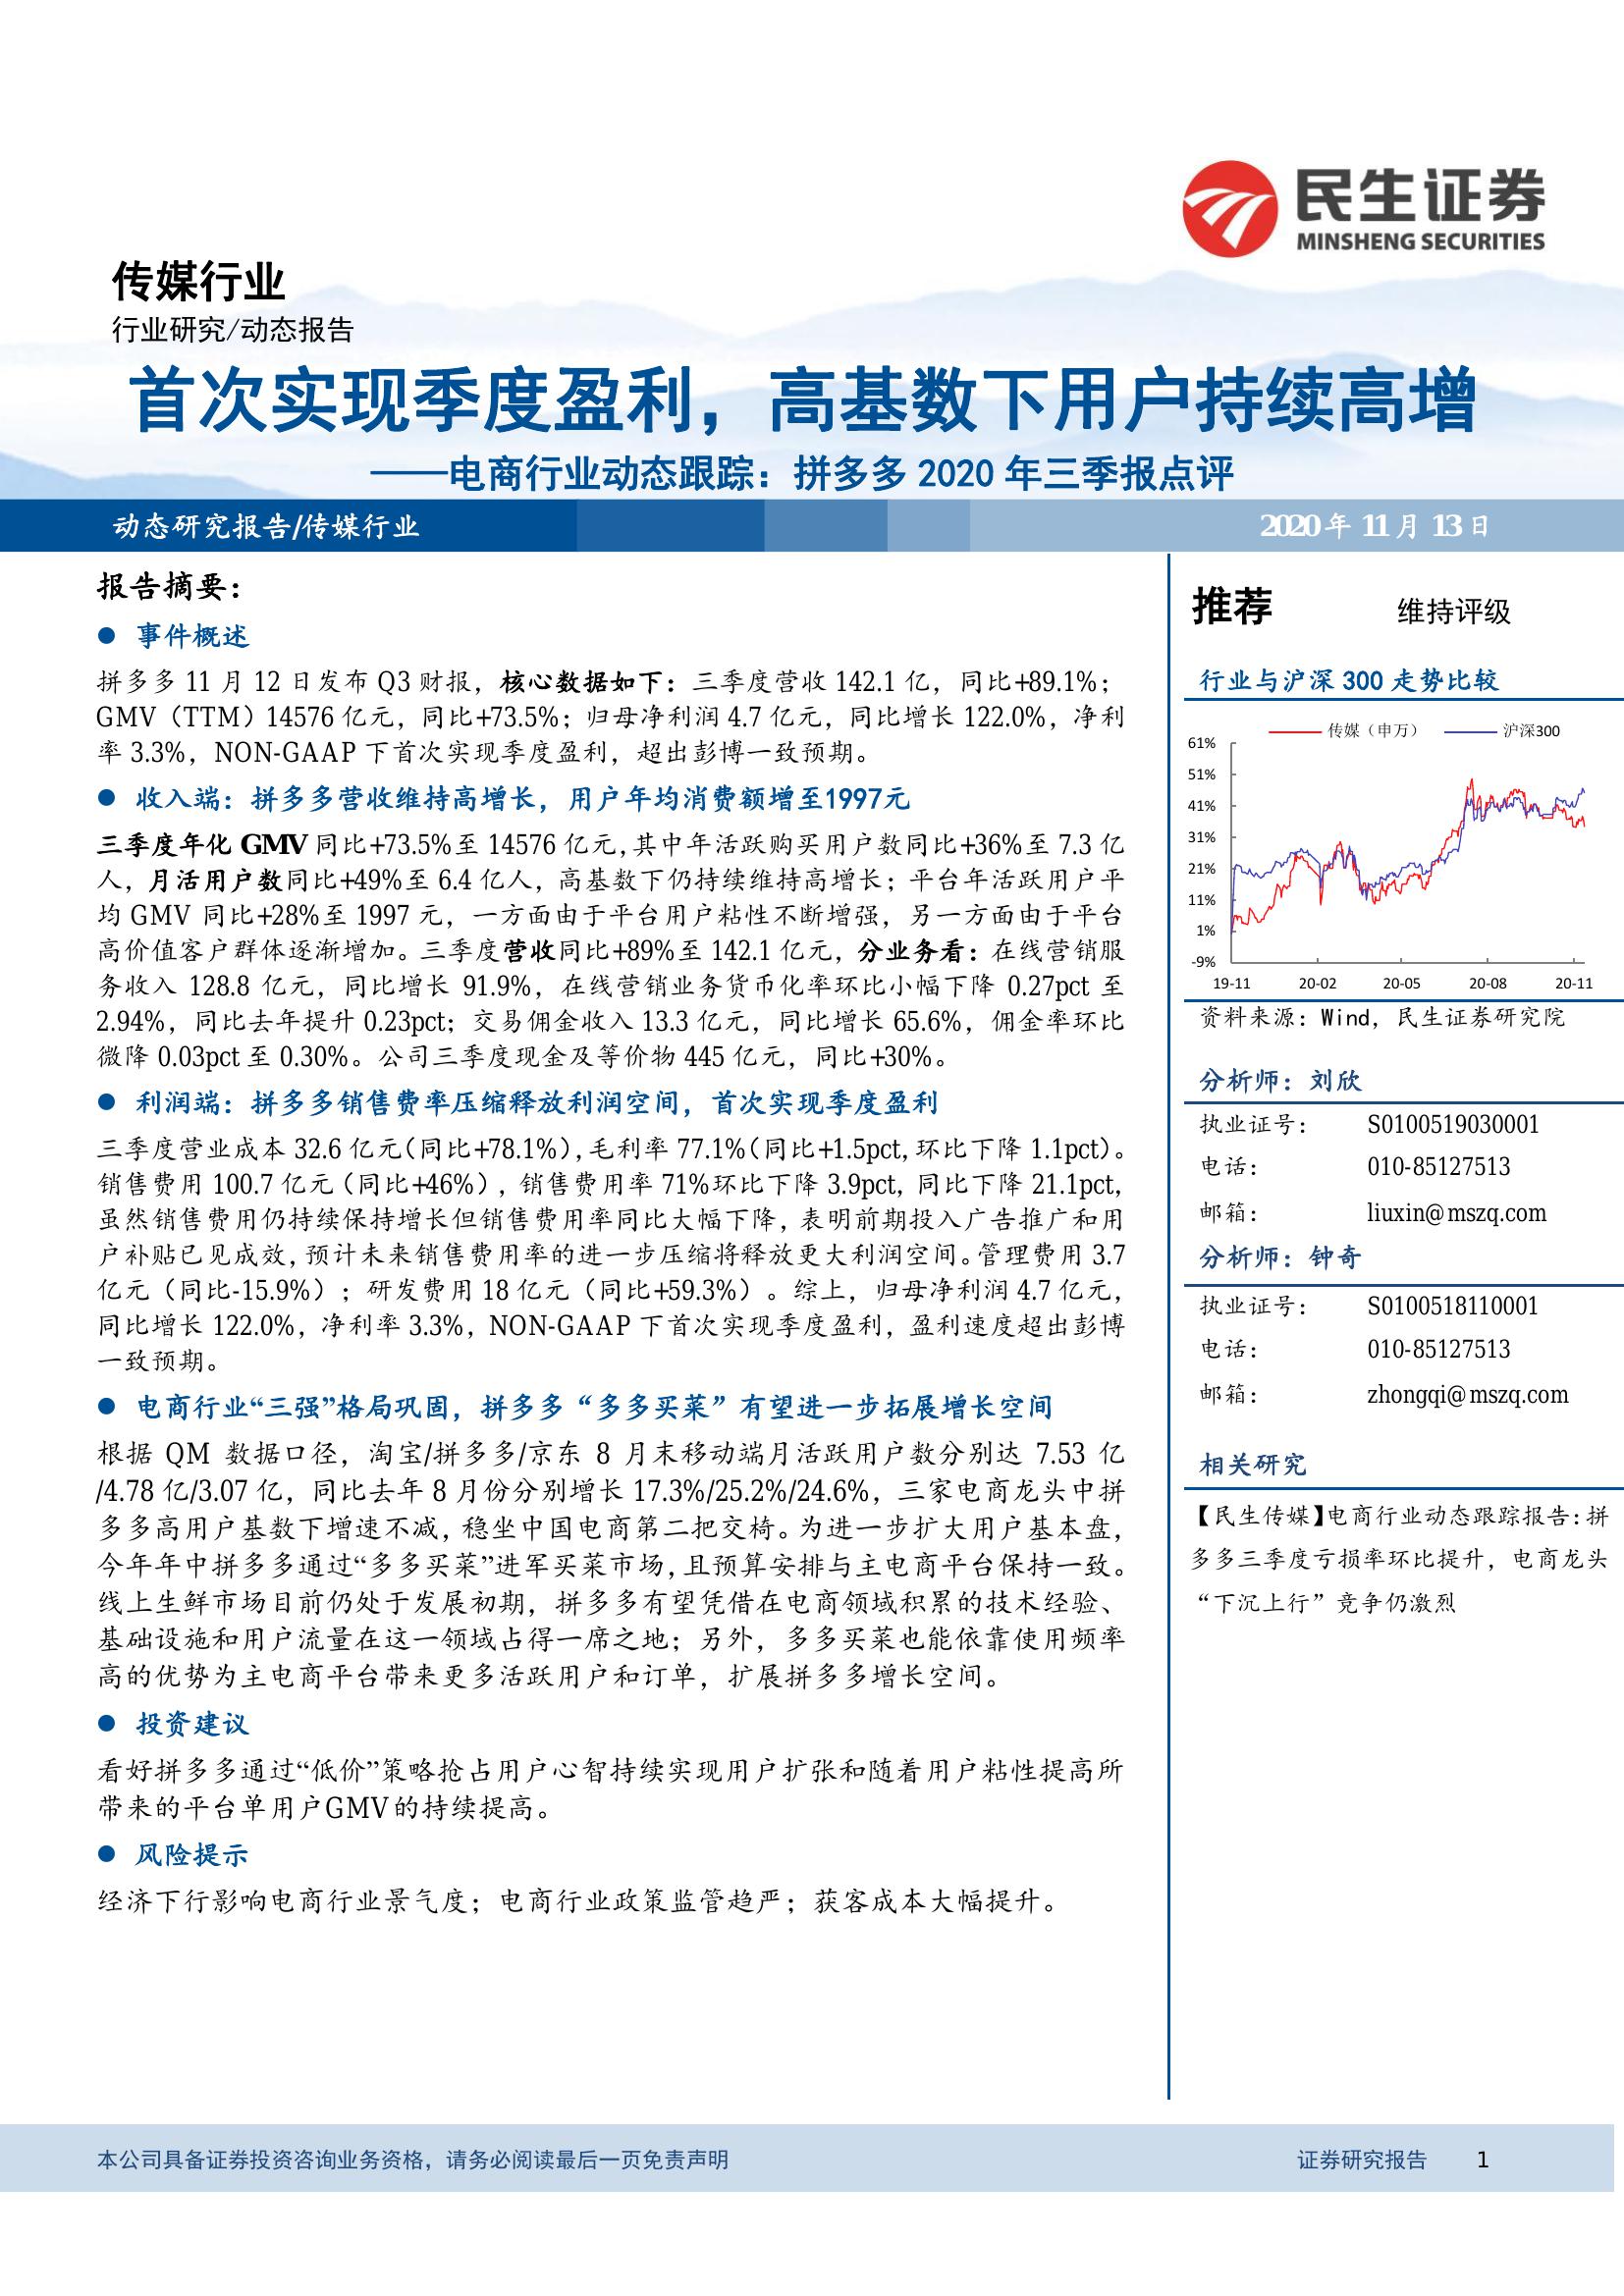 民生证券
MINSHENG SECURITIES
传媒行业
行业研究/动态报告
首次实现季度盈利，高基数下用户持续高增
——电商行业动态跟踪：拼多多 2020 年三季报点评
动态研究报告/传媒行业
2020 年 11 月 13 日
报告摘要：
● 事件概述
拼多多 11 月 12 日发布 Q3 财报，核心数据如下：三季度营收 142.1 亿，同比+89.1%；
GMV（TTM）14576 亿元，同比+73.5%；归母净利润 4.7 亿元，同比增长 122.0%，净利
率 3.3%，NON-GAAP 下首次实现季度盈利，超出彭博一致预期。
● 收入端：拼多多营收维持高增长，用户年均消费额增至1997元
三季度年化 GMV 同比+73.5%至 14576 亿元，其中年活跃购买用户数同比+36%至 7.3 亿
人，月活用户数同比+49%至 6.4 亿人，高基数下仍持续维持高增长；平台年活跃用户平
均 GMV 同比+28%至 1997 元，一方面由于平台用户粘性不断增强，另一方面由于平台
高价值客户群体逐渐增加。三季度营收同比+89%至 142.1 亿元，分业务看：在线营销服
务收入 128.8 亿元，同比增长 91.9%，在线营销业务货币化率环比小幅下降 0.27pct 至
2.94%，同比去年提升 0.23pct；交易佣金收入 13.3 亿元，同比增长 65.6%，佣金率环比
微降 0.03pct 至 0.30%。公司三季度现金及等价物 445 亿元，同比+30%。
● 利润端：拼多多销售费率压缩释放利润空间，首次实现季度盈利
三季度营业成本 32.6 亿元（同比+78.1%），毛利率 77.1%（同比+1.5pct，环比下降 1.1pct）。
销售费用 100.7 亿元（同比+46%），销售费用率 71%环比下降 3.9pct，同比下降 21.1pct，
虽然销售费用仍持续保持增长但销售费用率同比大幅下降，表明前期投入广告推广和用
户补贴已见成效，预计未来销售费用率的进一步压缩将释放更大利润空间。管理费用 3.7
亿元（同比-15.9%）；研发费用 18 亿元（同比+59.3%）。综上，归母净利润 4.7 亿元，
同比增长 122.0%，净利率 3.3%，NON-GAAP 下首次实现季度盈利，盈利速度超出彭博
一致预期。
● 电商行业“三强”格局巩固，拼多多“多多买菜”有望进一步拓展增长空间
根据 QM 数据口径，淘宝/拼多多/京东 8 月末移动端月活跃用户数分别达 7.53 亿
/4.78 亿/3.07 亿，同比去年 8 月份分别增长 17.3%/25.2%/24.6%，三家电商龙头中拼
多多高用户基数下增速不减，稳坐中国电商第二把交椅。为进一步扩大用户基本盘，
今年年中拼多多通过“多多买菜”进军买菜市场，且预算安排与主电商平台保持一致。
线上生鲜市场目前仍处于发展初期，拼多多有望凭借在电商领域积累的技术经验、
基础设施和用户流量在这一领域占得一席之地；另外，多多买菜也能依靠使用频率
高的优势为主电商平台带来更多活跃用户和订单，扩展拼多多增长空间。
● 投资建议
看好拼多多通过“低价”策略抢占用户心智持续实现用户扩张和随着用户粘性提高所
带来的平台单用户GMV的持续提高。
● 风险提示
经济下行影响电商行业景气度；电商行业政策监管趋严；获客成本大幅提升。
推荐 维持评级
行业与沪深 300 走势比较
传媒（申万） 沪深300
61%
51%
41%
31%
21%
11%
1%
-9%
19-11 20-02 20-05 20-08 20-11
资料来源：Wind，民生证券研究院
分析师：刘欣
执业证号： S0100519030001
电话： 010-85127513
邮箱： liuxin@mszq.com
分析师：钟奇
执业证号： S0100518110001
电话： 010-85127513
邮箱： zhongqi@mszq.com
相关研究
【民生传媒】电商行业动态跟踪报告：拼
多多三季度亏损率环比提升，电商龙头
“下沉上行”竞争仍激烈
本公司具备证券投资咨询业务资格，请务必阅读最后一页免责声明
证券研究报告 1